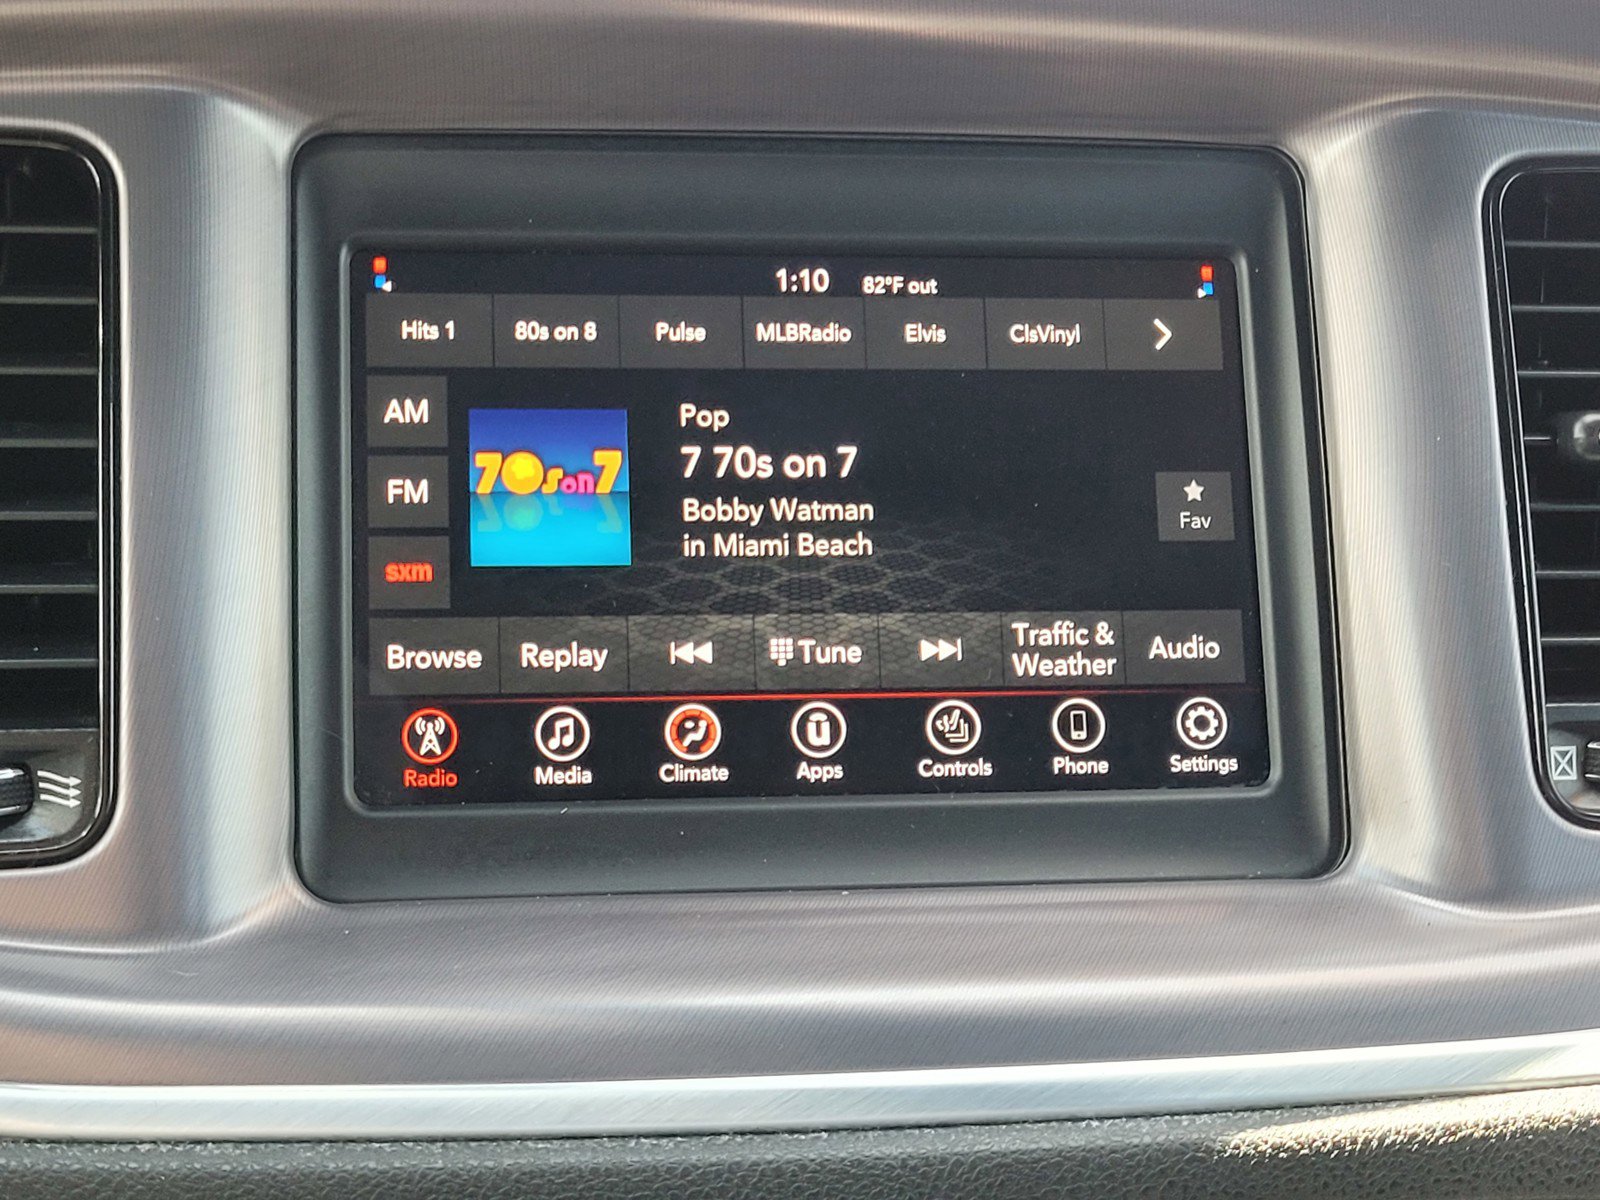 1:10 82°F out
Hits 1 80s on 8 Pulse MLBRadio Elvis ClsVinyl
AM
FM
sxm
70s on 7
Pop
7 70s on 7
Bobby Watman
in Miami Beach
Fav
Browse Replay Tune Traffic & Weather Audio
Radio Media Climate Apps Controls Phone Settings